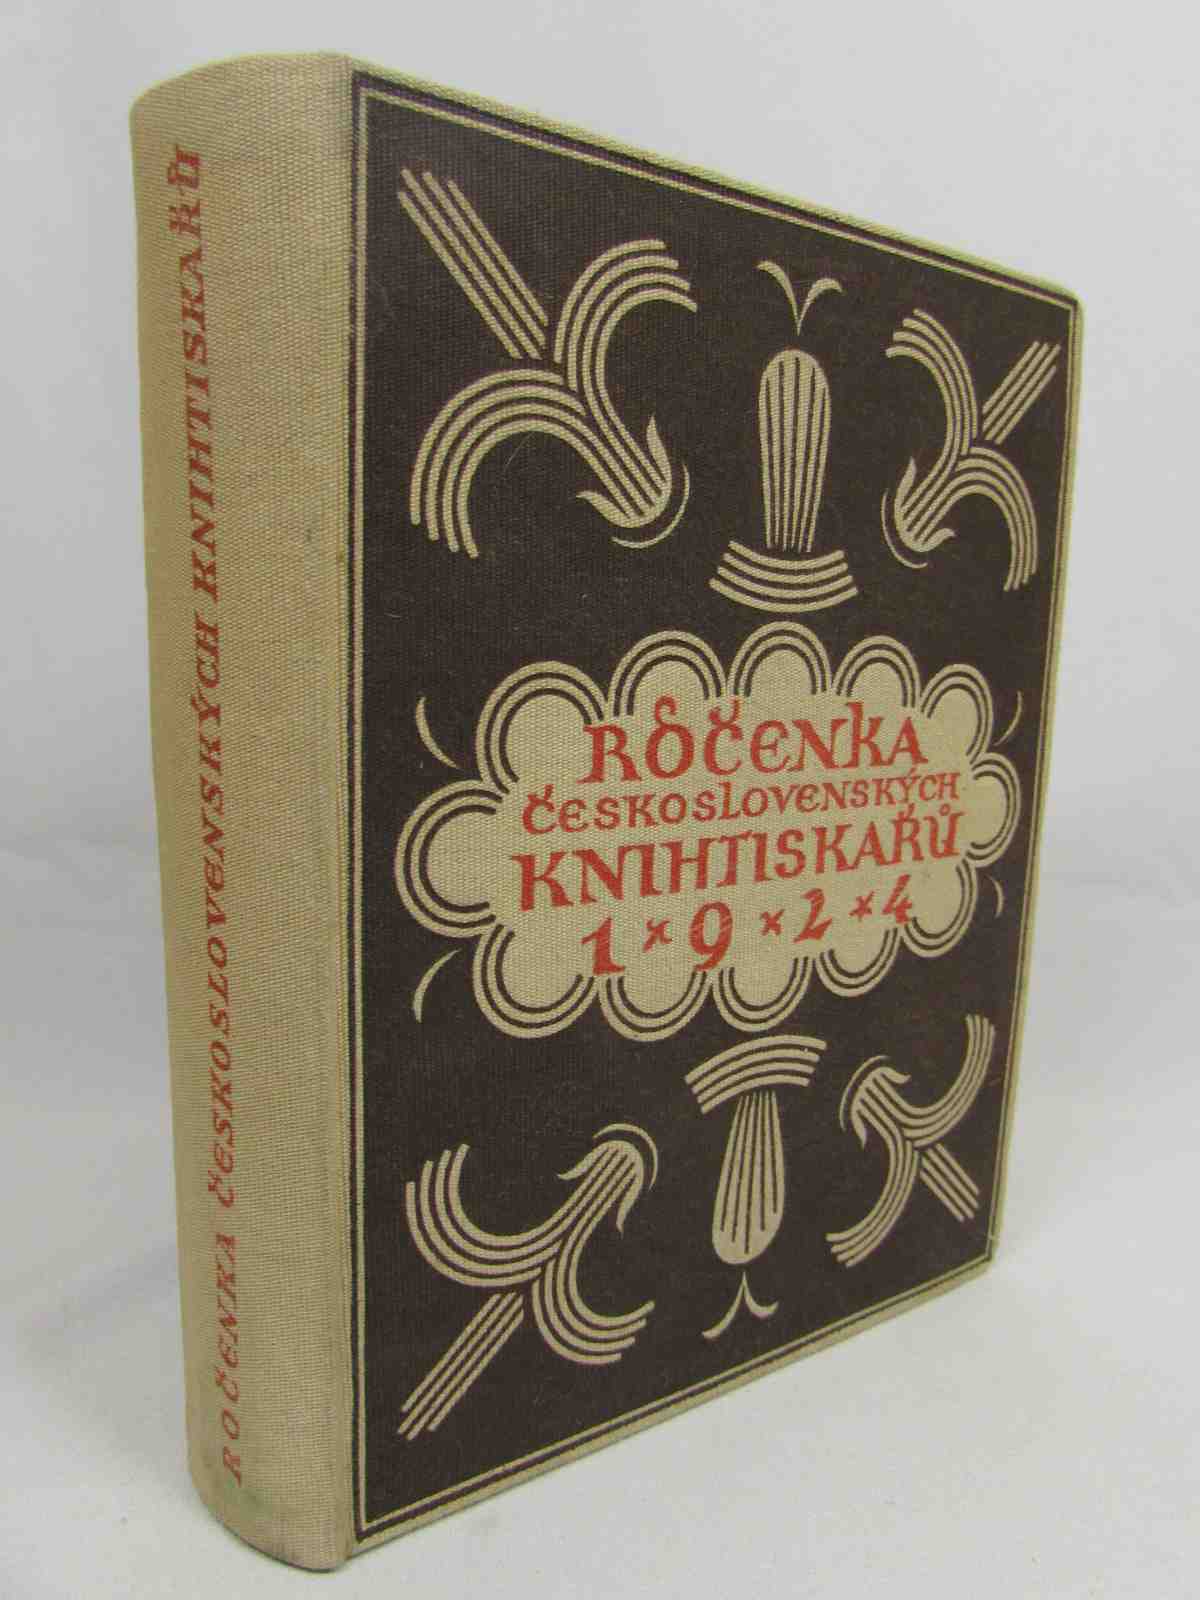 ROČENKA ČESKOSLOVENSKÝCH KNIHTISKAŘŮ
ROČENKA
ČESKOSLOVENSKÝCH
KNIHTISKAŘŮ
1 × 9 × 2 × 4